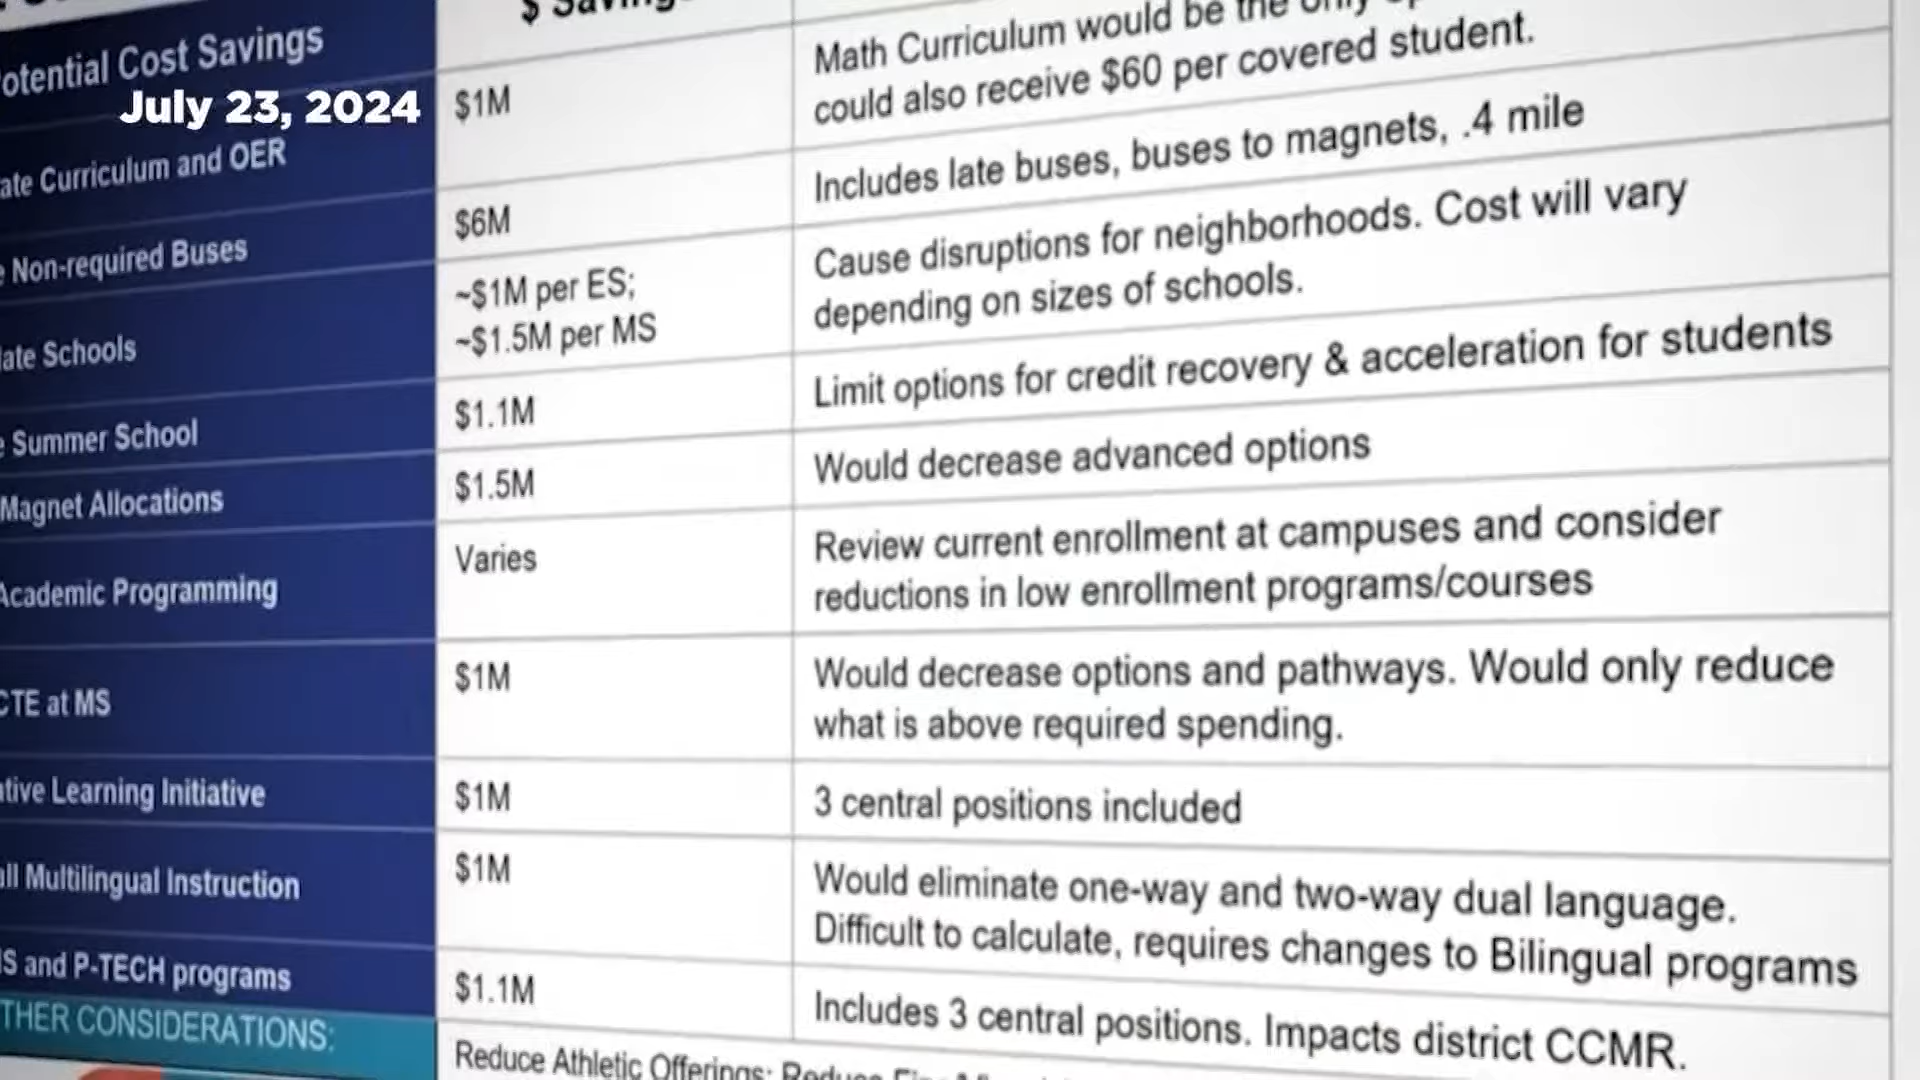 $
Potential Cost Savings
July 23, 2024
$1M
Math Curriculum would be the only
could also receive $60 per covered student.
Curriculum and OER
$6M
Includes late buses, buses to magnets, .4 mile
Non-required Buses
~$1M per ES;
~$1.5M per MS
Cause disruptions for neighborhoods. Cost will vary
depending on sizes of schools.
Schools
$1.1M
Limit options for credit recovery & acceleration for students
Summer School
$1.5M
Would decrease advanced options
Magnet Allocations
Varies
Review current enrollment at campuses and consider
reductions in low enrollment programs/courses
Academic Programming
$1M
Would decrease options and pathways. Would only reduce
what is above required spending.
CTE at MS
$1M
3 central positions included
Learning Initiative
$1M
Would eliminate one-way and two-way dual language.
Difficult to calculate, requires changes to Bilingual programs
Multilingual Instruction
$1.1M
Includes 3 central positions. Impacts district CCMR.
and P-TECH programs
CONSIDERATIONS:
Reduce Athletic Offerings; Reduce